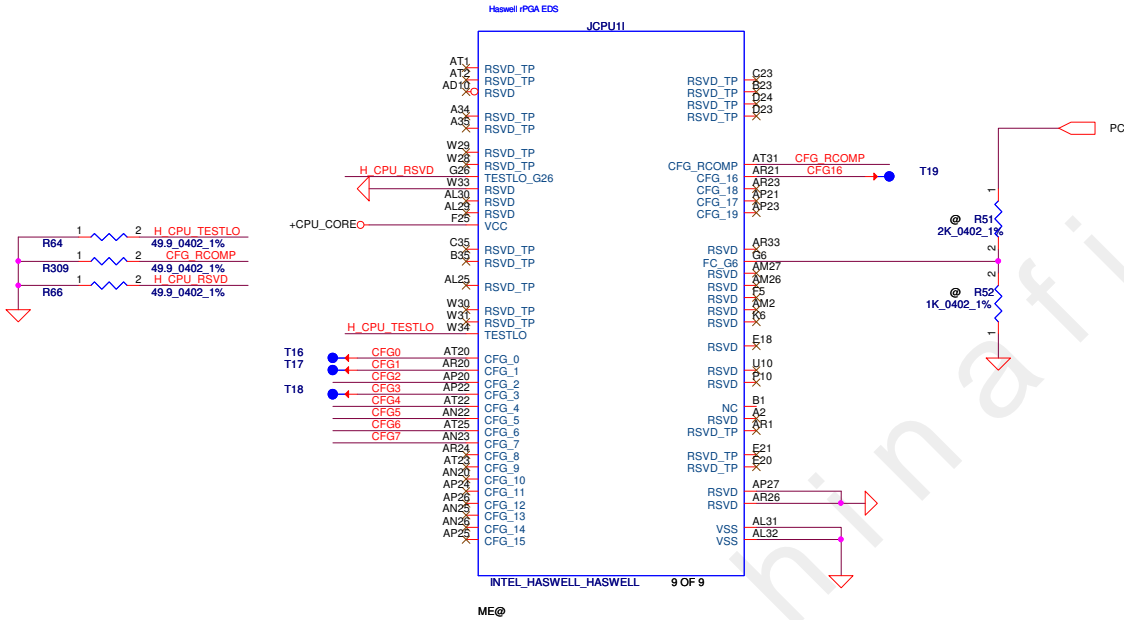 Haswell rPGA EDS
JCPU1I
AT1 RSVD_TP
AT2 RSVD_TP
AD10 RSVD
A34 RSVD_TP
A35 RSVD_TP
W29 RSVD_TP
W28 RSVD_TP
H_CPU_RSVD G26 TESTLO_G26
W33 RSVD
AL30 RSVD
AL29 RSVD
+CPU_CORE F25 VCC
C35 RSVD_TP
B35 RSVD_TP
AL25 RSVD_TP
W30 RSVD_TP
W31 RSVD_TP
H_CPU_TESTLO W34 TESTLO
T16 CFG0 AT20 CFG_0
T17 CFG1 AR20 CFG_1
CFG2 AP20 CFG_2
T18 CFG3 AP22 CFG_3
CFG4 AT22 CFG_4
CFG5 AN22 CFG_5
CFG6 AT25 CFG_6
CFG7 AN23 CFG_7
AR24 CFG_8
AT23 CFG_9
AN20 CFG_10
AP24 CFG_11
AP26 CFG_12
AN25 CFG_13
AN26 CFG_14
AP25 CFG_15
RSVD_TP C23
RSVD_TP B23
RSVD_TP D24
RSVD_TP D23
CFG_RCOMP AT31 CFG_RCOMP
CFG_16 AR21 CFG16 T19
CFG_18 AR23
CFG_17 AP21
CFG_19 AP23
RSVD AR33
FC_G6 G6
RSVD AM27
RSVD AM26
RSVD F5
RSVD AM2
RSVD K6
RSVD E18
RSVD U10
RSVD P10
NC B1
RSVD A2
RSVD_TP AR1
RSVD_TP E21
RSVD_TP E20
RSVD AP27
RSVD AR26
VSS AL31
VSS AL32
1 2 H_CPU_TESTLO
R64 49.9_0402_1%
1 2 CFG_RCOMP
R309 49.9_0402_1%
1 2 H_CPU_RSVD
R66 49.9_0402_1%
PC
1
@ R51
2K_0402_1%
2
2
@ R52
1K_0402_1%
1
INTEL_HASWELL_HASWELL 9 OF 9
ME@
hinafi